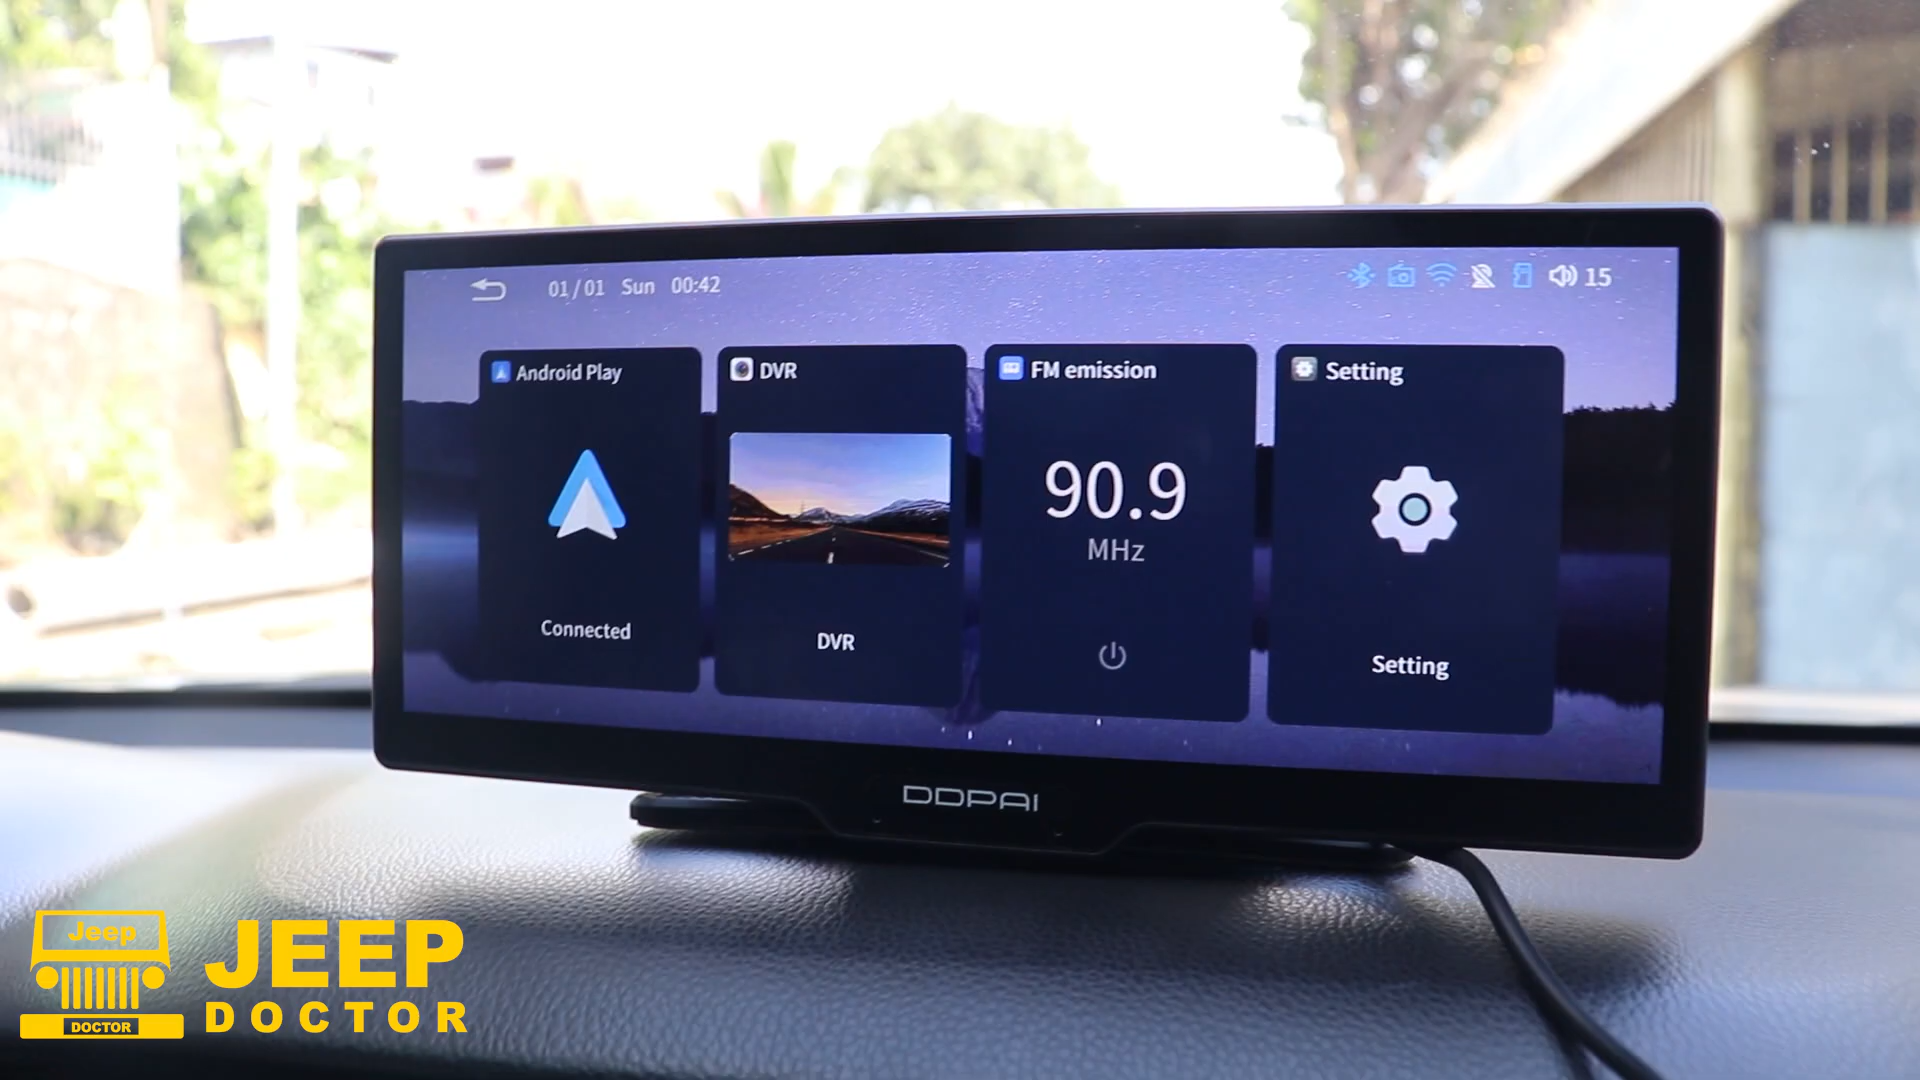 01/01 Sun 00:42
15
Android Play
Connected
DVR
DVR
FM emission
90.9
MHz
Setting
Setting
DDPAI
Jeep
DOCTOR
JEEP
DOCTOR